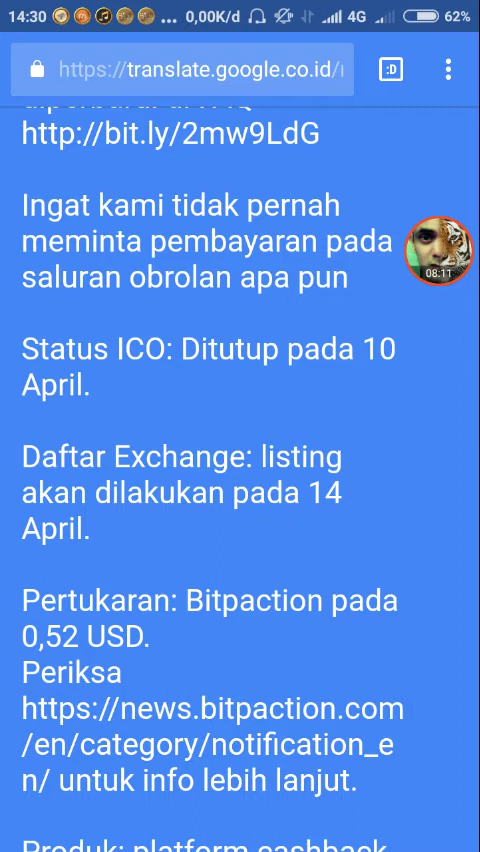 14:30 ... 0,00K/d 4G 62%
https://translate.google.co.id/
:D
http://bit.ly/2mw9LdG
Ingat kami tidak pernah
meminta pembayaran pada
saluran obrolan apa pun
08:11
Status ICO: Ditutup pada 10
April.
Daftar Exchange: listing
akan dilakukan pada 14
April.
Pertukaran: Bitpaction pada
0,52 USD.
Periksa
https://news.bitpaction.com
/en/category/notification_e
n/ untuk info lebih lanjut.
Produk: platform cashback